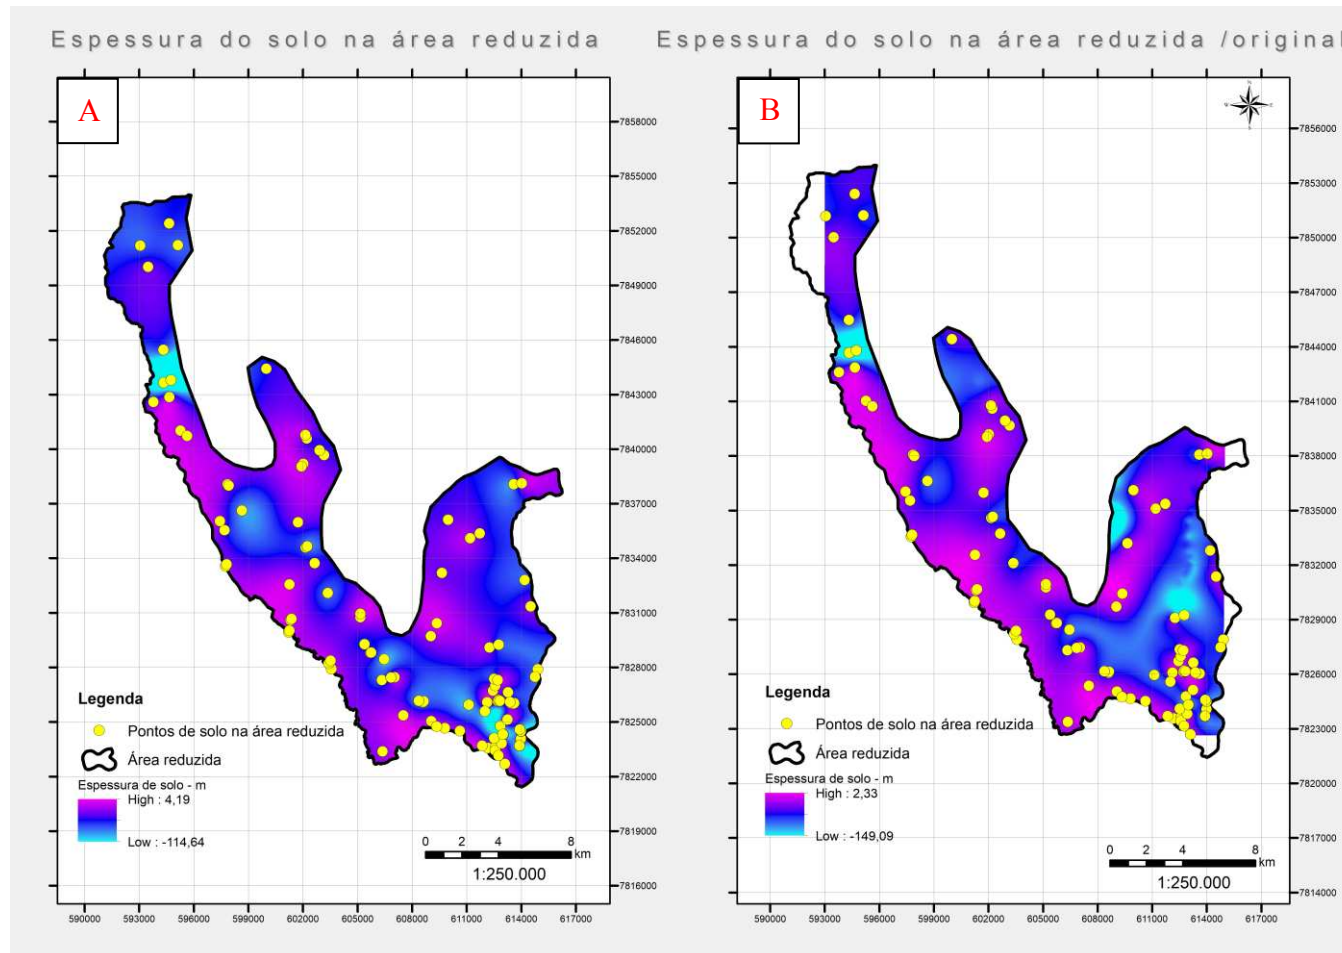 Espessura do solo na área reduzida
A
7858000
7855000
7852000
7849000
7846000
7843000
7840000
7837000
7834000
7831000
7828000
7825000
7822000
7819000
7816000
Legenda
Pontos de solo na área reduzida
Área reduzida
Espessura de solo - m
High : 4,19
Low : -114,64
0 2 4 8
km
1:250.000
590000 593000 596000 599000 602000 605000 608000 611000 614000 617000
Espessura do solo na área reduzida /original
B
7856000
7853000
7850000
7847000
7844000
7841000
7838000
7835000
7832000
7829000
7826000
7823000
7820000
7817000
7814000
Legenda
Pontos de solo na área reduzida
Área reduzida
Espessura de solo - m
High : 2,33
Low : -149,09
0 2 4 8
km
1:250.000
590000 593000 596000 599000 602000 605000 608000 611000 614000 617000